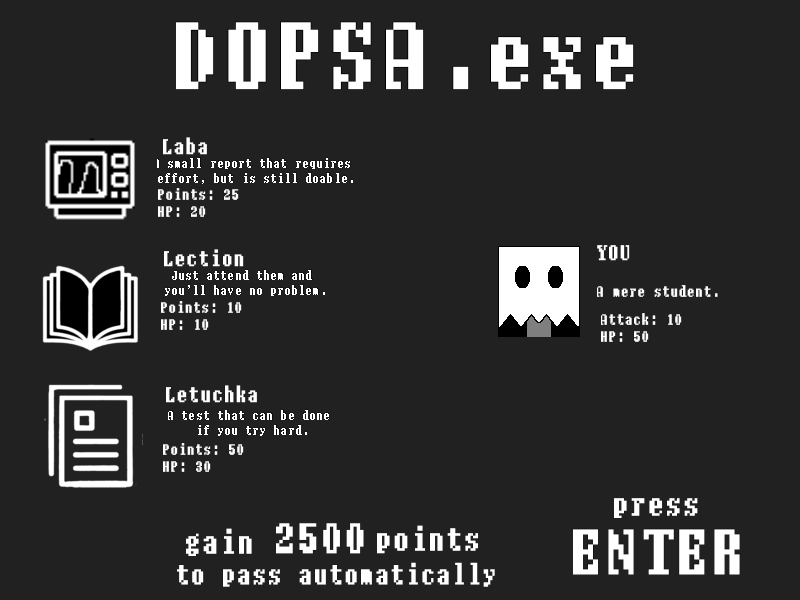 DOPSA.exe
Laba
A small report that requires
effort, but is still doable.
Points: 25
HP: 20
Lection
Just attend them and
you'll have no problem.
Points: 10
HP: 10
Letuchka
A test that can be done
if you try hard.
Points: 50
HP: 30
YOU
A mere student.
Attack: 10
HP: 50
gain 2500 points
to pass automatically
press
ENTER